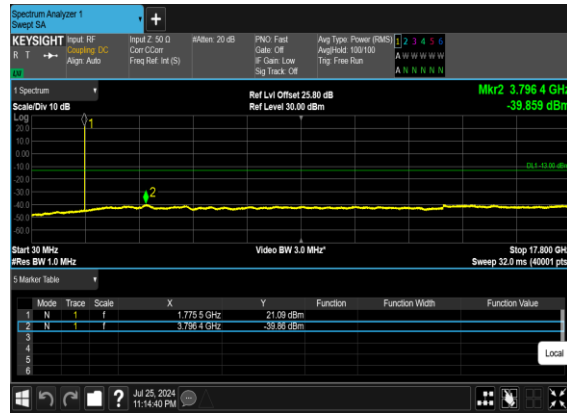 Spectrum Analyzer 1
Swept SA
+
KEYSIGHT Input: RF Input Z: 50 Ω #Atten: 20 dB PNO: Fast Avg Type: Power (RMS) 1 2 3 4 5 6
R T Coupling: DC Corr CCorr Gate: Off Avg|Hold: 100/100 A W W W W W
Align: Auto Freq Ref: Int (S) IF Gain: Low Trig: Free Run
Sig Track: Off A N N N N N
1 Spectrum Ref Lvl Offset 25.80 dB Mkr2 3.796 4 GHz
Scale/Div 10 dB Ref Level 30.00 dBm -39.859 dBm
Log 1
20.0
10.0
0.00
-10.0 DL1 -13.00 dBm
-20.0
-30.0 2
-40.0
-50.0
-60.0
Start 30 MHz Video BW 3.0 MHz* Stop 17.800 GHz
#Res BW 1.0 MHz Sweep 32.0 ms (40001 pts)
5 Marker Table
Mode Trace Scale X Y Function Function Width Function Value
1 N 1 f 1.775 5 GHz 21.09 dBm
2 N 1 f 3.796 4 GHz -39.86 dBm
3
4
5
6
Local
? Jul 25, 2024
11:14:40 PM